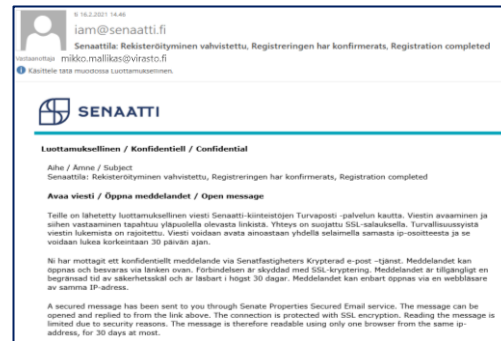 ti 16.2.2021 14.46
iam@senaatti.fi
Senaattila: Rekisteröityminen vahvistettu, Registreringen har konfirmerats, Registration completed
Vastaanottaja mikko.mallikas@virasto.fi
Käsittele tätä muodossa Luottamuksellinen.
SENAATTI
Luottamuksellinen / Konfidentiell / Confidential
Aihe / Ämne / Subject
Senaattila: Rekisteröityminen vahvistettu, Registreringen har konfirmerats, Registration completed
Avaa viesti / Öppna meddelandet / Open message
Teille on lähetetty luottamuksellinen viesti Senaatti-kiinteistöjen Turvaposti -palvelun kautta. Viestin avaaminen ja
siihen vastaaminen tapahtuu yläpuolella olevasta linkistä. Yhteys on suojattu SSL-salauksella. Turvallisuussyistä
viestin lukemista on rajoitettu. Viesti voidaan avata ainoastaan yhdellä selaimella samasta ip-osoitteesta ja se
voidaan lukea korkeintaan 30 päivän ajan.
Ni har mottagit ett konfidentiellt meddelande via Senatfastigheters Krypterad e-post –tjänst. Meddelandet kan
öppnas och besvaras via länken ovan. Förbindelsen är skyddad med SSL-kryptering. Meddelandet är tillgängligt en
begränsad tid av säkerhetsskäl och är läsbart i högst 30 dagar. Meddelandet kan enbart öppnas via en webbläsare
av samma IP-adress.
A secured message has been sent to you through Senate Properties Secured Email service. The message can be
opened and replied to from the link above. The connection is protected with SSL encryption. Reading the message is
limited due to security reasons. The message is therefore readable using only one browser from the same ip-
address, for 30 days at most.